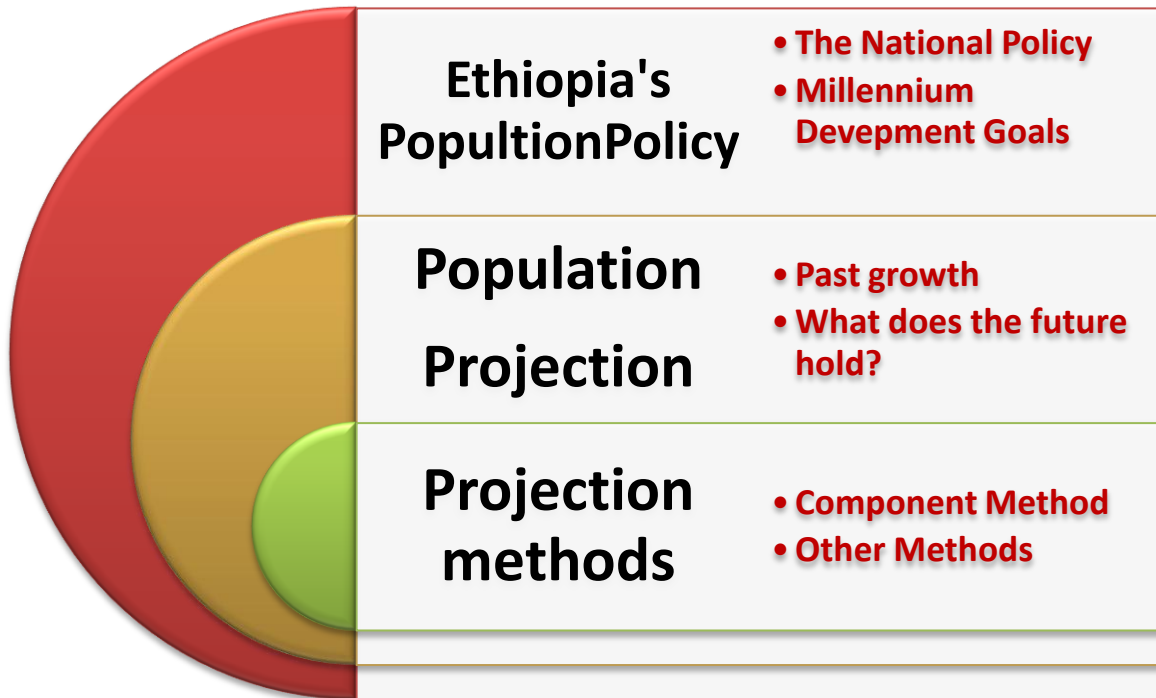 Ethiopia's
PopultionPolicy
• The National Policy
• Millennium
Devepment Goals
Population
Projection
• Past growth
• What does the future
hold?
Projection
methods
• Component Method
• Other Methods